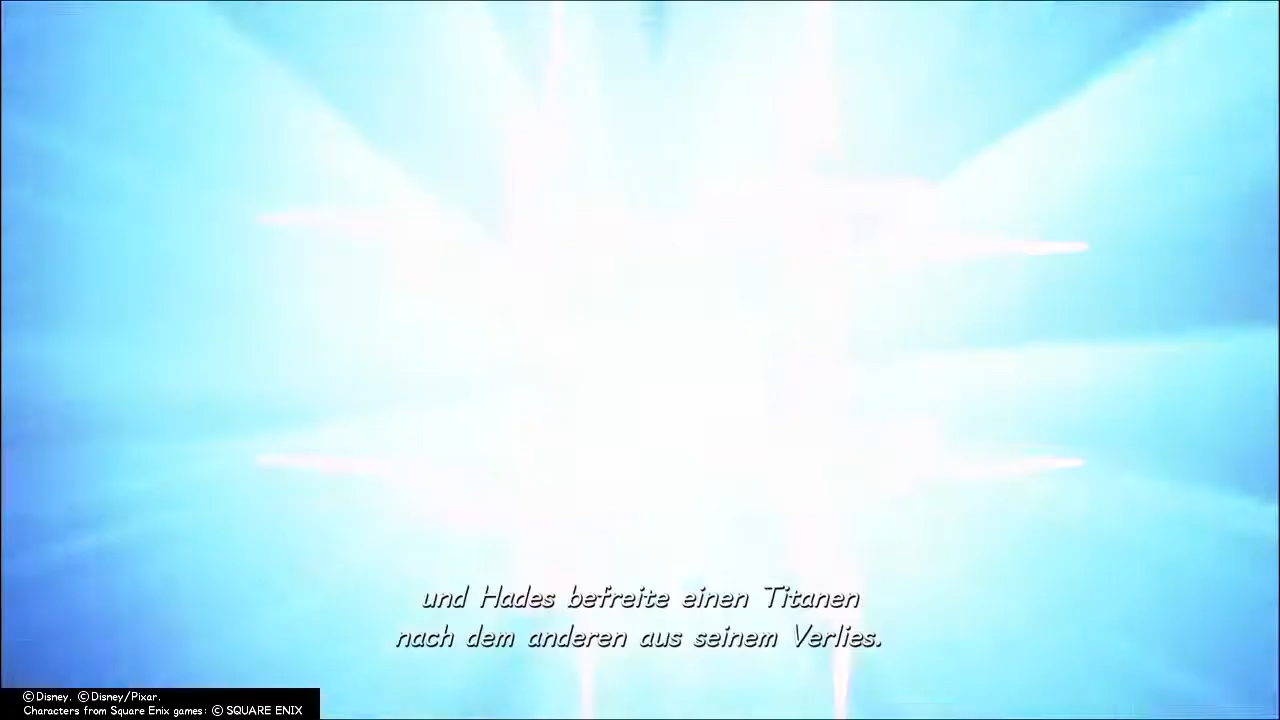 und Hades befreite einen Titanen
nach dem anderen aus seinem Verlies.
©Disney. ©Disney/Pixar.
Characters from Square Enix games: © SQUARE ENIX